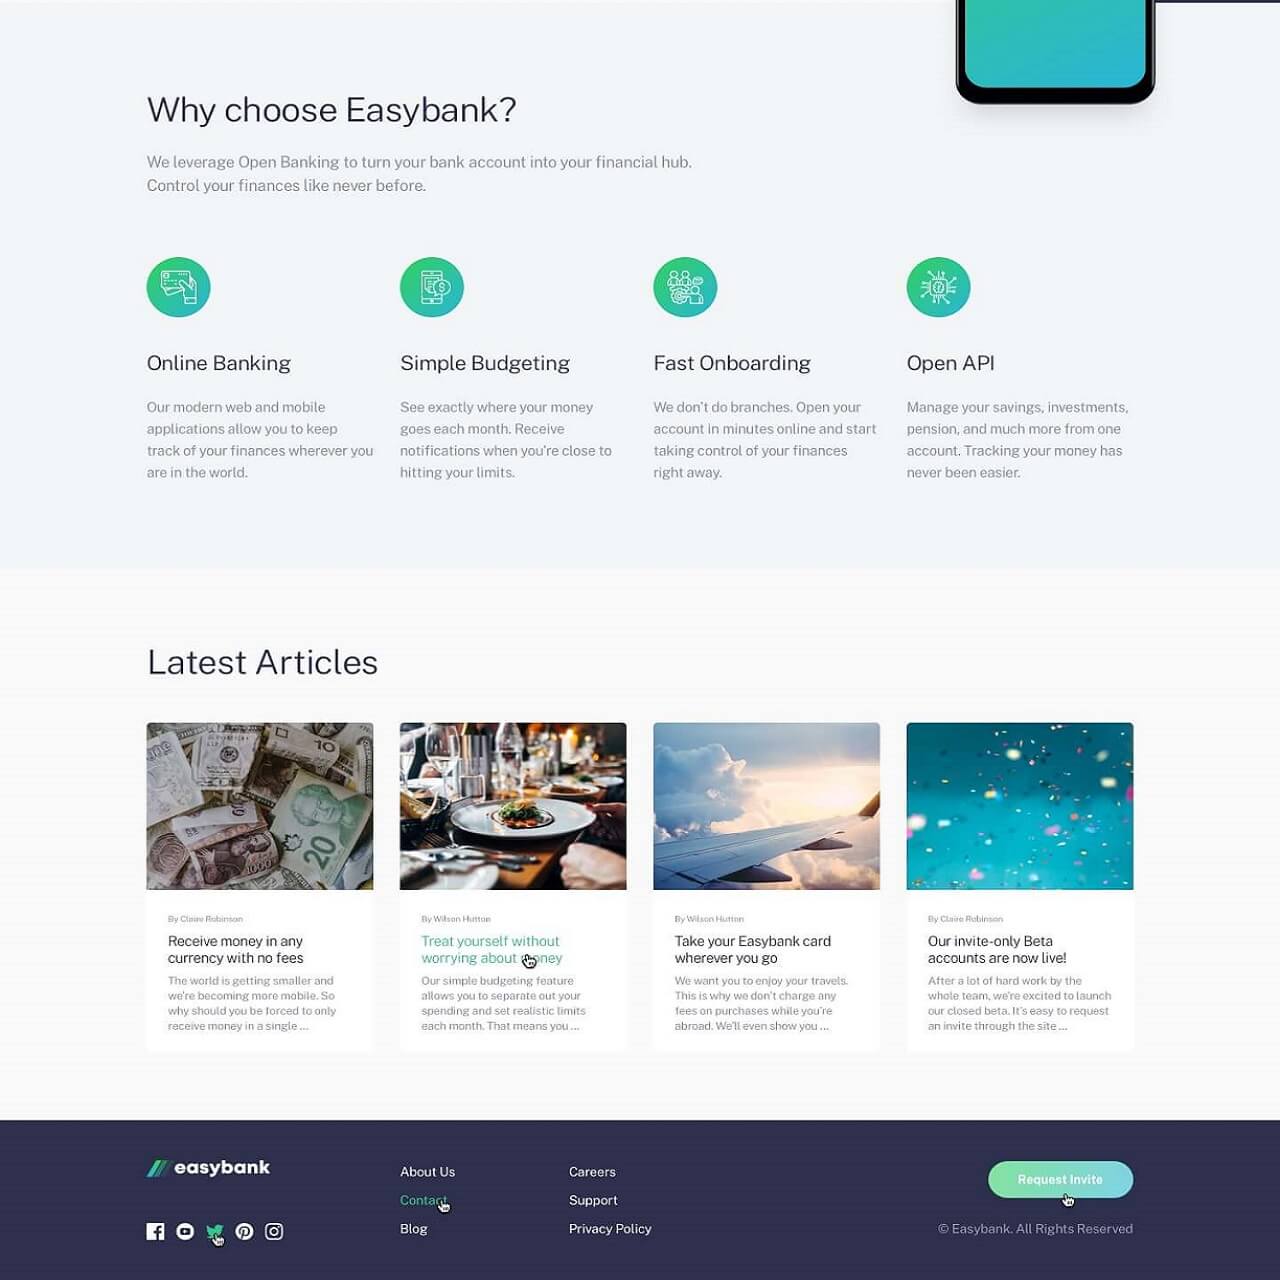 Why choose Easybank?
We leverage Open Banking to turn your bank account into your financial hub.
Control your finances like never before.
Online Banking
Our modern web and mobile
applications allow you to keep
track of your finances wherever you
are in the world.
Simple Budgeting
See exactly where your money
goes each month. Receive
notifications when you're close to
hitting your limits.
Fast Onboarding
We don't do branches. Open your
account in minutes online and start
taking control of your finances
right away.
Open API
Manage your savings, investments,
pension, and much more from one
account. Tracking your money has
never been easier.
Latest Articles
10
20
1000
By Claire Robinson
Receive money in any
currency with no fees
The world is getting smaller and
we're becoming more mobile. So
why should you be forced to only
receive money in a single ...
By Wilson Hutton
Treat yourself without
worrying about money
Our simple budgeting feature
allows you to separate out your
spending and set realistic limits
each month. That means you ...
By Wilson Hutton
Take your Easybank card
wherever you go
We want you to enjoy your travels.
This is why we don't charge any
fees on purchases while you're
abroad. We'll even show you ...
By Claire Robinson
Our invite-only Beta
accounts are now live!
After a lot of hard work by the
whole team, we're excited to launch
our closed beta. It's easy to request
an invite through the site ...
easybank
About Us
Contact
Blog
Careers
Support
Privacy Policy
Request Invite
© Easybank. All Rights Reserved